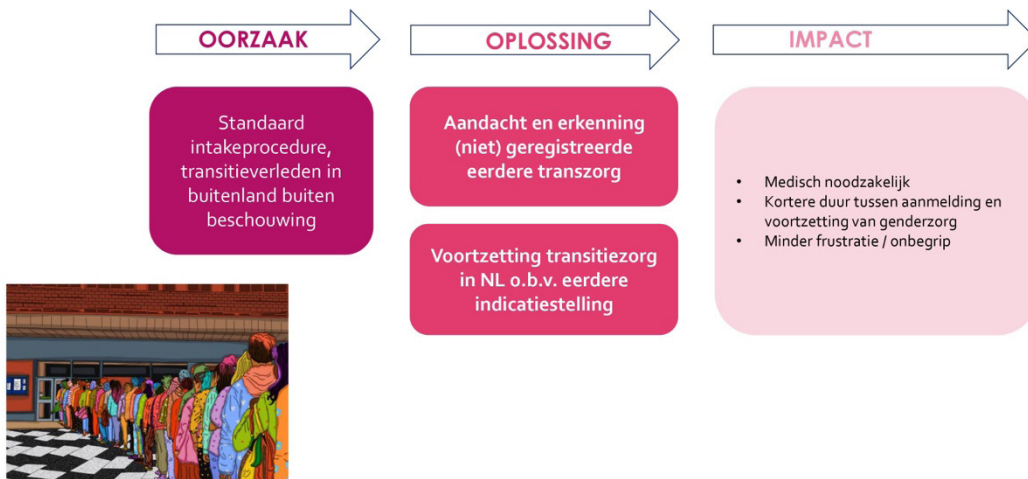 OORZAAK
OPLOSSING
IMPACT
Standaard
intakeprocedure,
transitieverleden in
buitenland buiten
beschouwing
Aandacht en erkenning
(niet) geregistreerde
eerdere transzorg
Voortzetting transitiezorg
in NL o.b.v. eerdere
indicatiestelling
• Medisch noodzakelijk
• Kortere duur tussen aanmelding en
voortzetting van genderzorg
• Minder frustratie / onbegrip